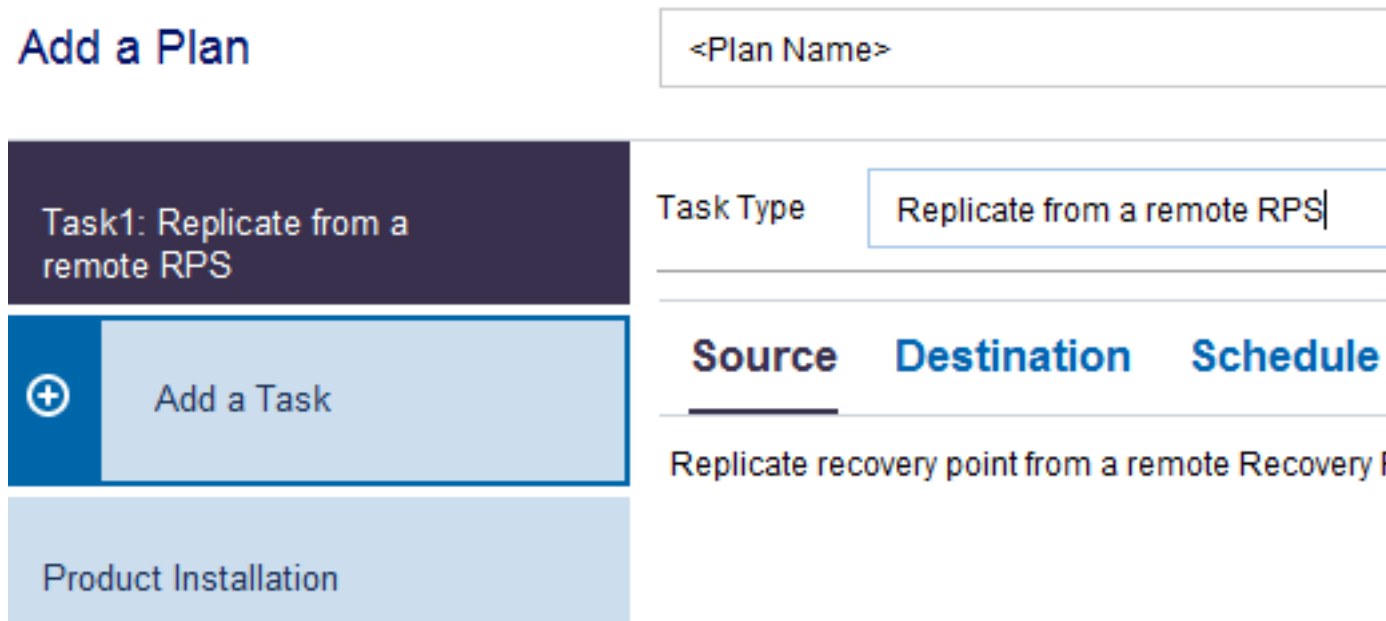 Add a Plan
<Plan Name>
Task1: Replicate from a
remote RPS
Task Type
Replicate from a remote RPS
Add a Task
Source Destination Schedule
Replicate recovery point from a remote Recovery
Product Installation